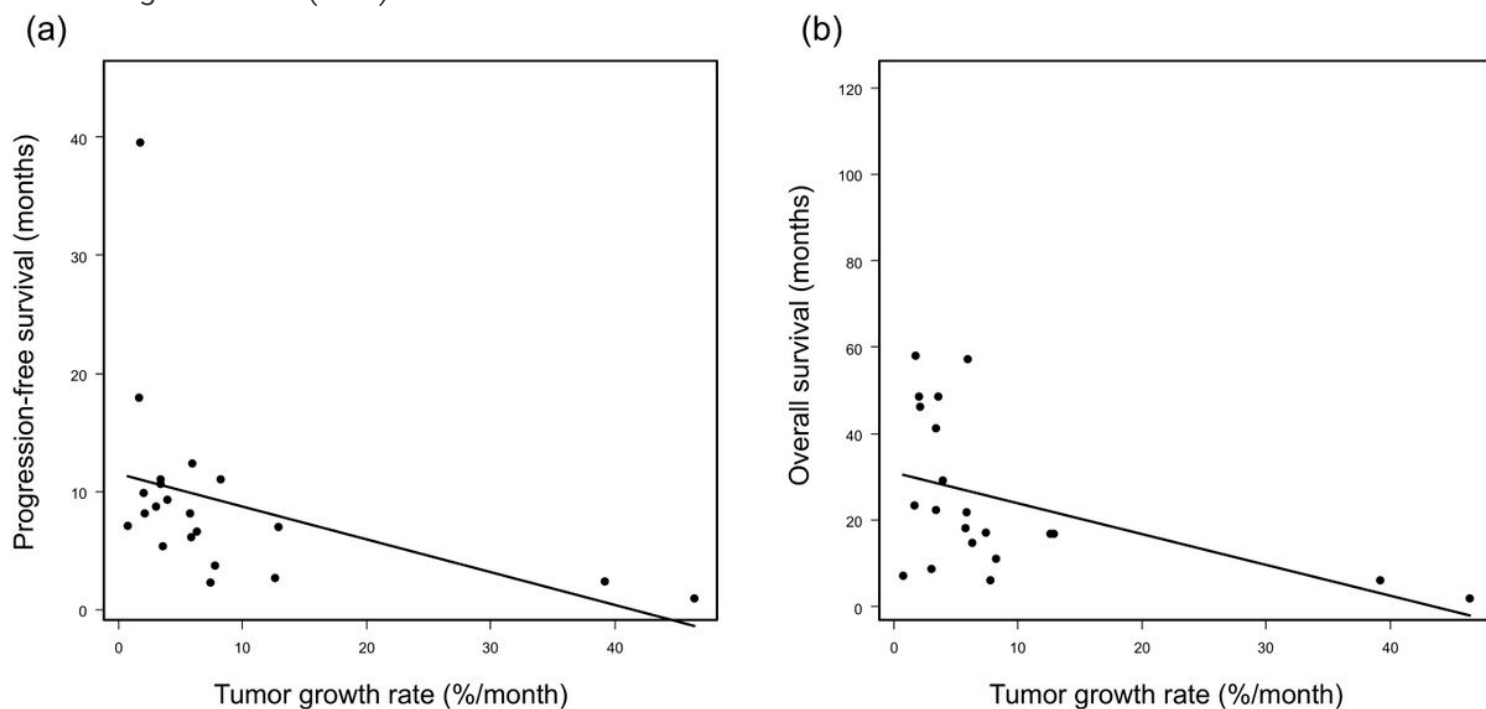 (a)
40
30
20
10
0
0 10 20 30 40
Progression-free survival (months)
Tumor growth rate (%/month)
(b)
120
100
80
60
40
20
0
0 10 20 30 40
Overall survival (months)
Tumor growth rate (%/month)